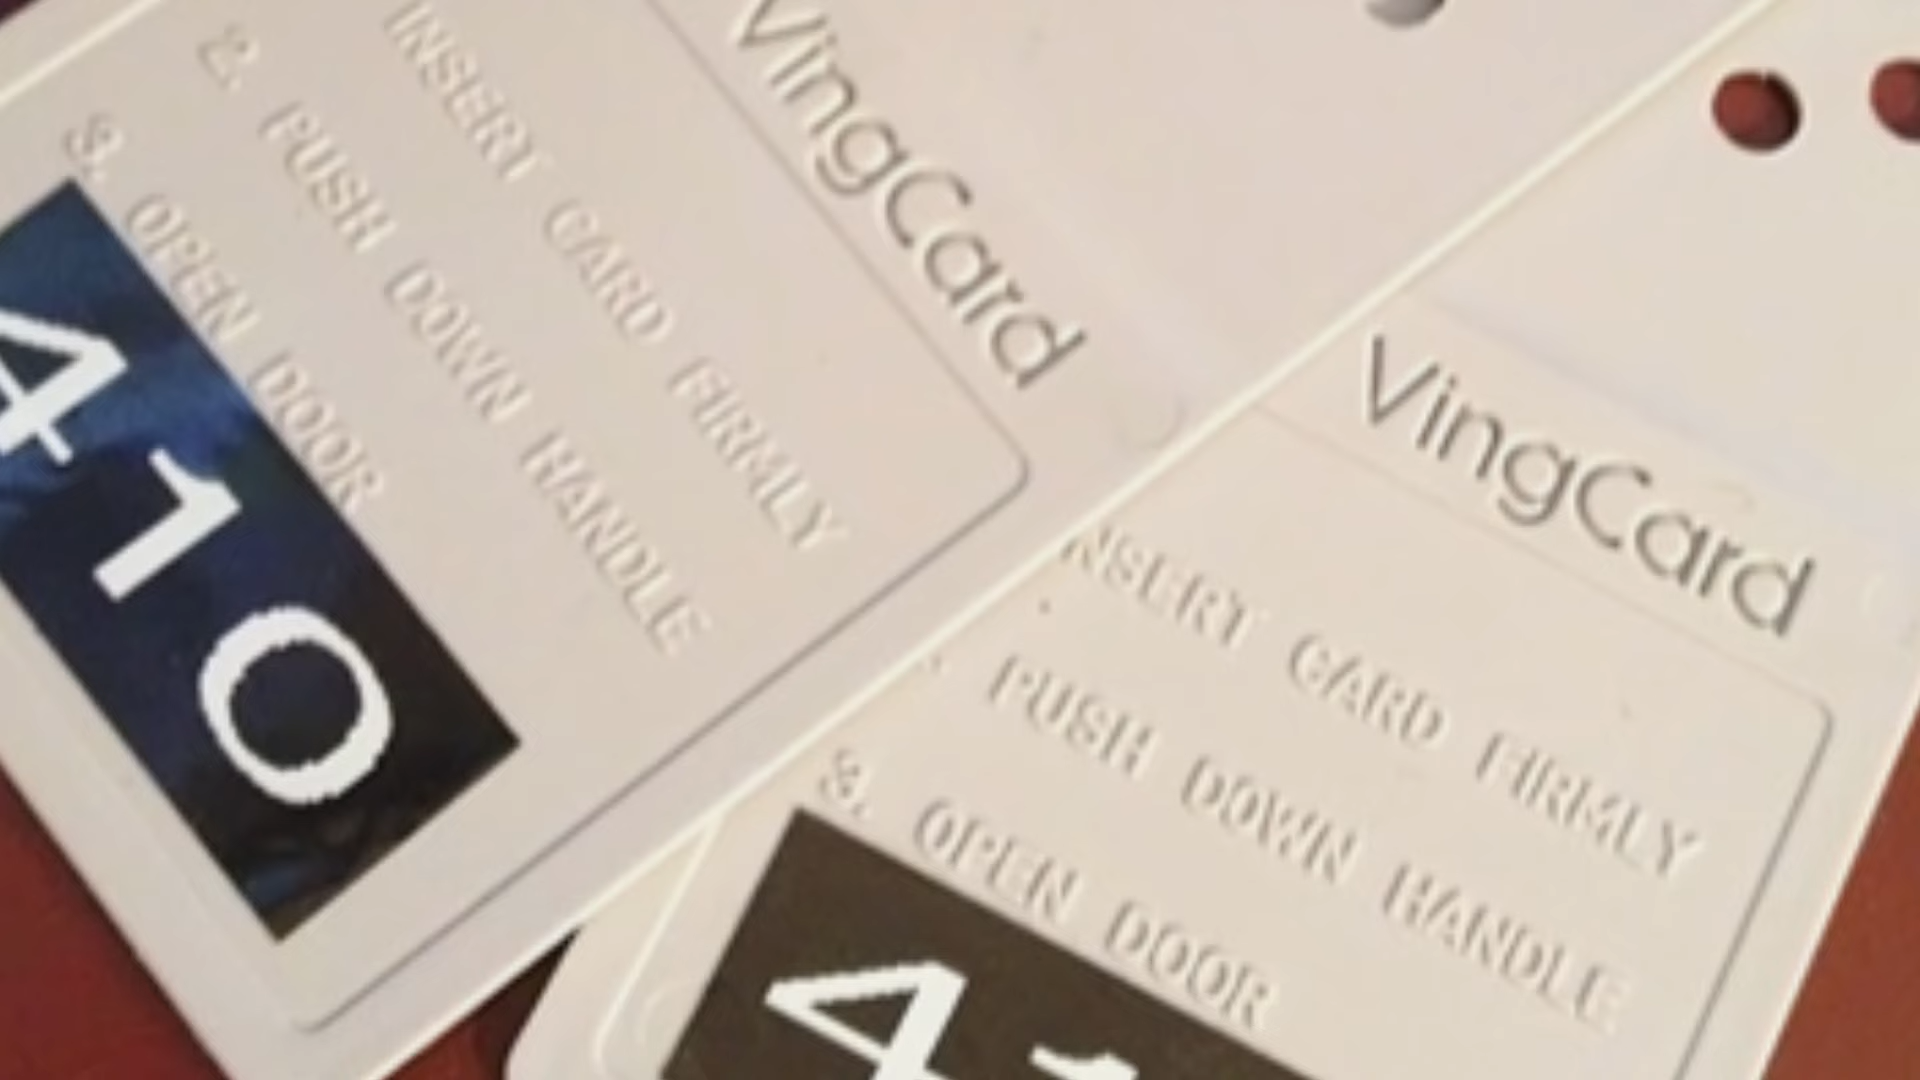 VingCard
INSERT CARD FIRMLY
2. PUSH DOWN HANDLE
3. OPEN DOOR
410
VingCard
NSERT CARD FIRMLY
. PUSH DOWN HANDLE
3. OPEN DOOR
41